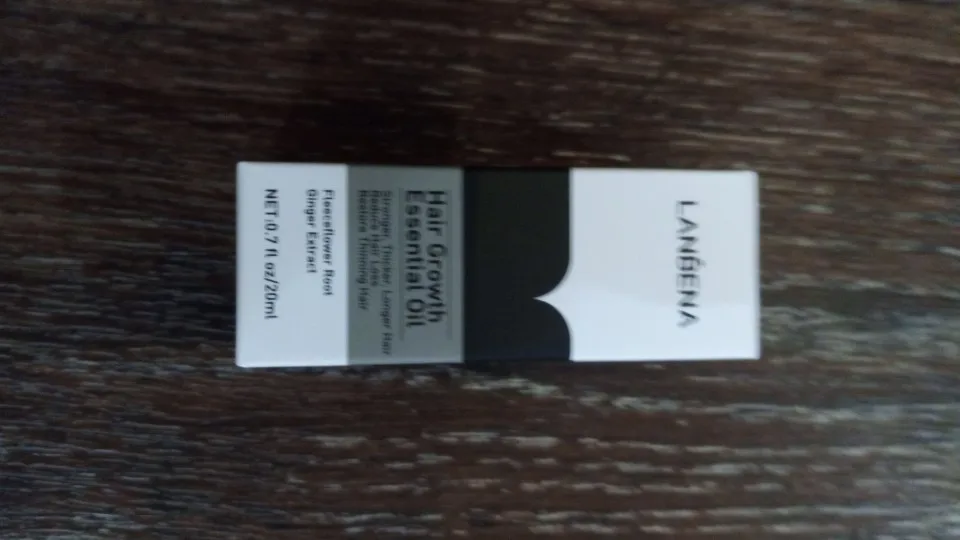 LANBENA
Hair Growth
Essential Oil
Stronger, Thicker, Longer Hair
Reduce Hair Loss
Restore Thinning Hair
Fleeceflower Root
Ginger Extract
NET:0.7 fl oz/20ml